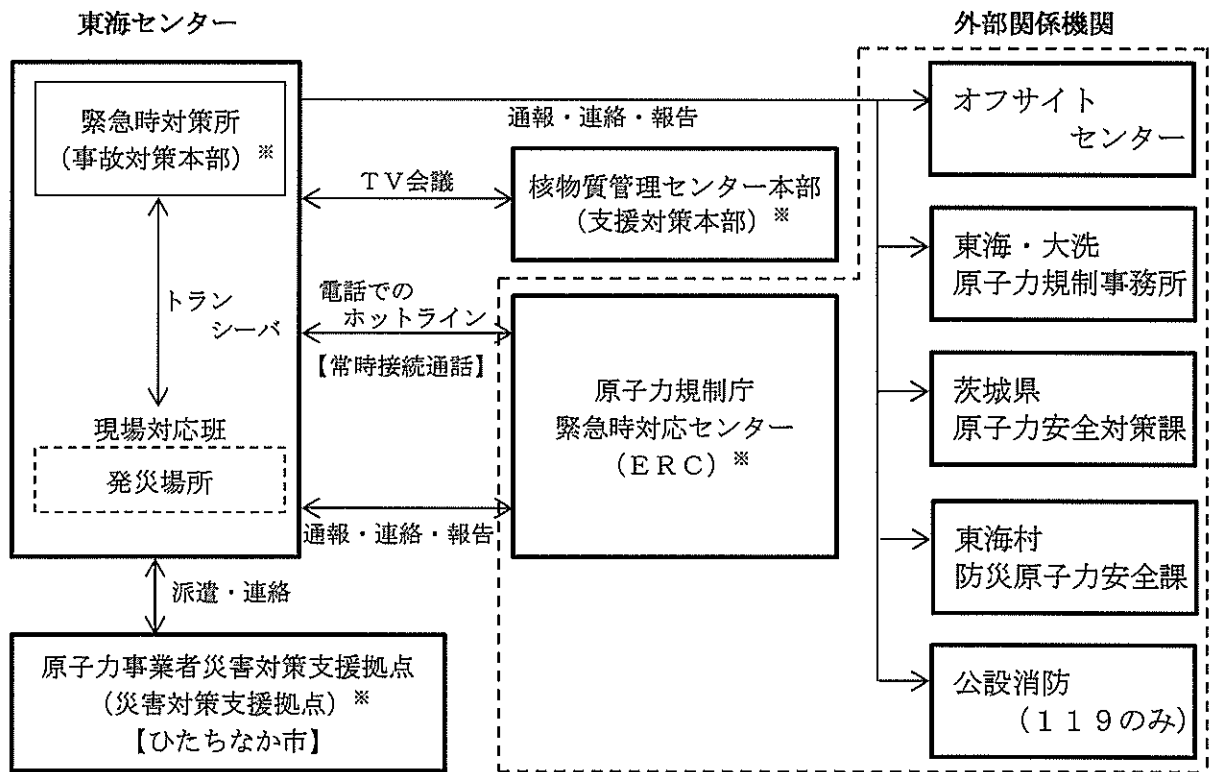 東海センター
外部関係機関
緊急時対策所
(事故対策本部)※
トラン
シーバ
現場対応班
発災場所
通報・連絡・報告
TV会議
核物質管理センター本部
(支援対策本部)※
電話での
ホットライン
【常時接続通話】
原子力規制庁
緊急時対応センター
(ERC)※
通報・連絡・報告
派遣・連絡
原子力事業者災害対策支援拠点
(災害対策支援拠点)※
【ひたちなか市】
オフサイト
センター
東海・大洗
原子力規制事務所
茨城県
原子力安全対策課
東海村
防災原子力安全課
公設消防
(119のみ)